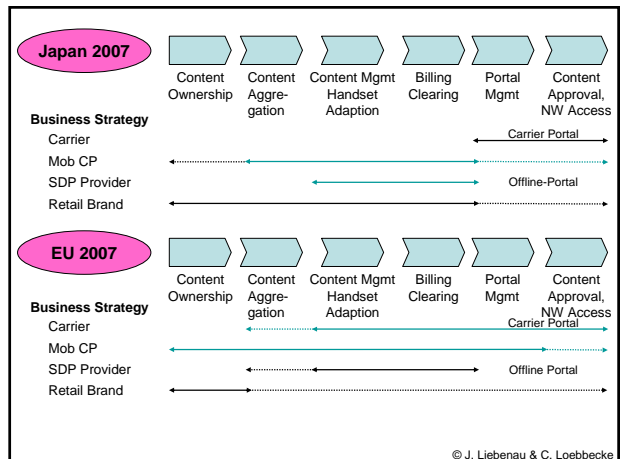 Japan 2007
Content Ownership
Content Aggre- gation
Content Mgmt Handset Adaption
Billing Clearing
Portal Mgmt
Content Approval, NW Access
Business Strategy
Carrier
Carrier Portal
Mob CP
SDP Provider
Offline-Portal
Retail Brand
EU 2007
Content Ownership
Content Aggre- gation
Content Mgmt Handset Adaption
Billing Clearing
Portal Mgmt
Content Approval, NW Access
Business Strategy
Carrier
Carrier Portal
Mob CP
SDP Provider
Offline Portal
Retail Brand
© J. Liebenau & C. Loebbecke